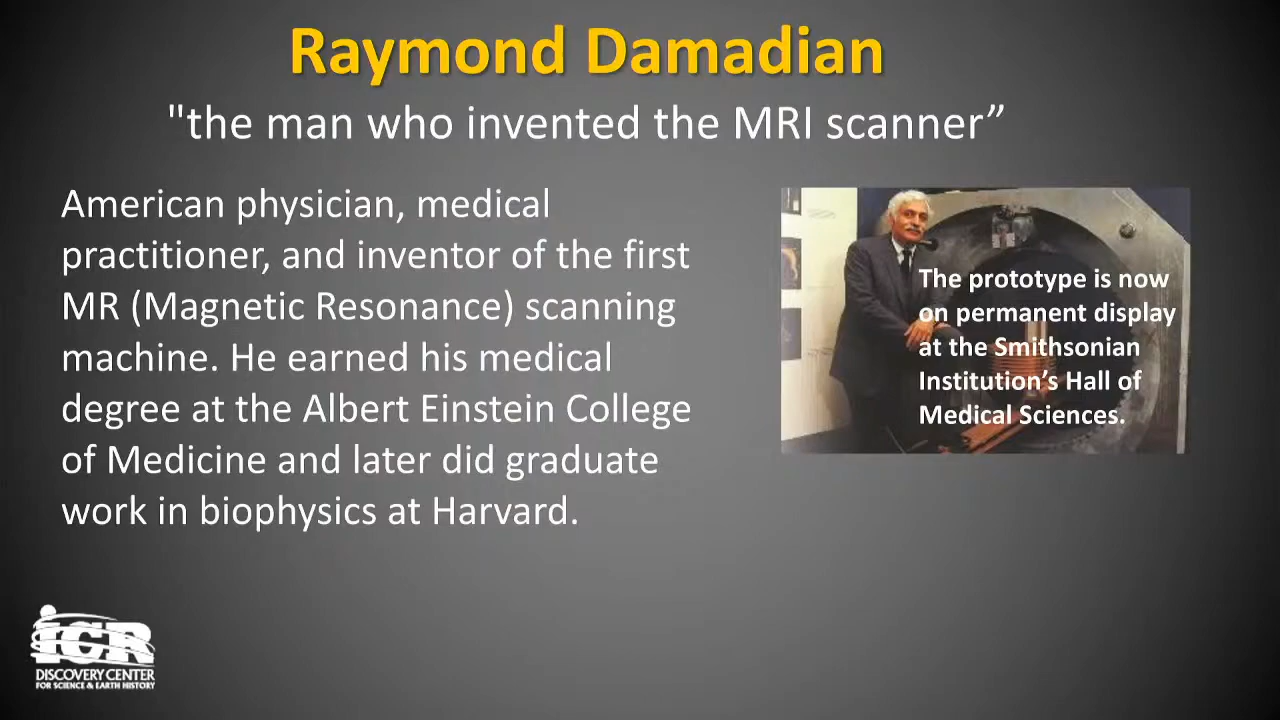 Raymond Damadian
"the man who invented the MRI scanner”
American physician, medical
practitioner, and inventor of the first
MR (Magnetic Resonance) scanning
machine. He earned his medical
degree at the Albert Einstein College
of Medicine and later did graduate
work in biophysics at Harvard.
The prototype is now
on permanent display
at the Smithsonian
Institution’s Hall of
Medical Sciences.
iCR
DISCOVERY CENTER
FOR SCIENCE & EARTH HISTORY